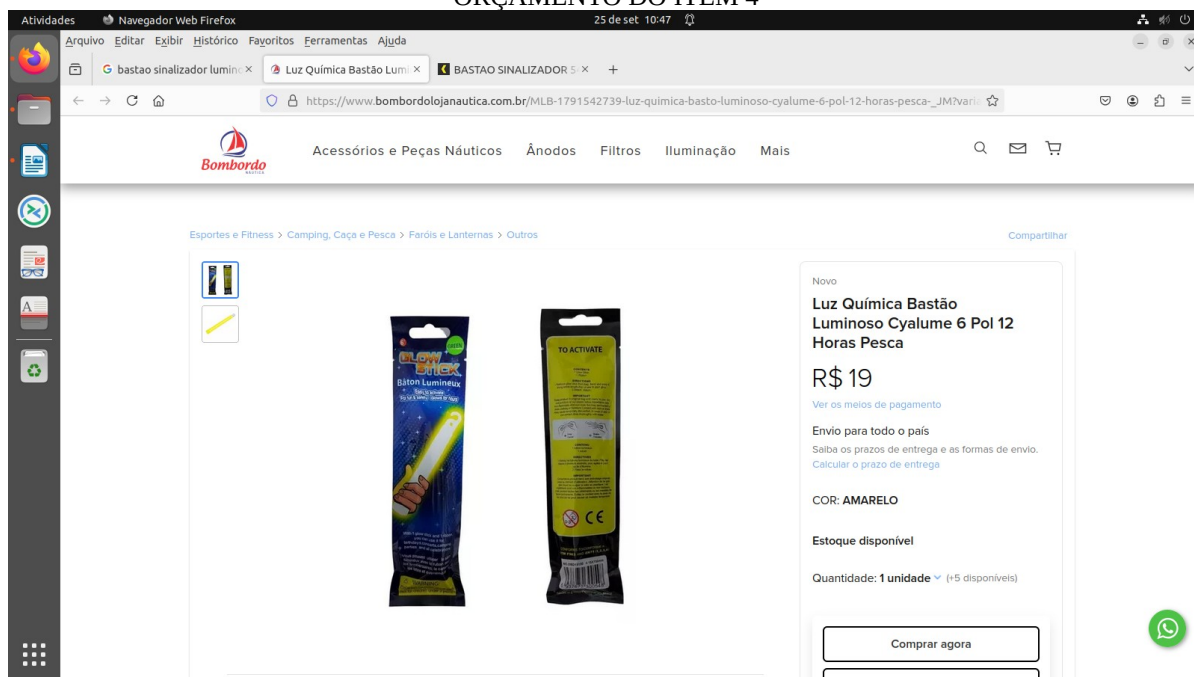 ORÇAMENTO DO ITEM 4
Atividades Navegador Web Firefox 25 de set 10:47
Arquivo Editar Exibir Histórico Favoritos Ferramentas Ajuda
bastao sinalizador lumino Luz Química Bastão Lumi BASTAO SINALIZADOR S
https://www.bombordolojanautica.com.br/MLB-1791542739-luz-quimica-basto-luminoso-cyalume-6-pol-12-horas-pesca-_JM?varia
Bombordo
NÁUTICA
Acessórios e Peças Náuticos Ânodos Filtros Iluminação Mais
Esportes e Fitness > Camping, Caça e Pesca > Faróis e Lanternas > Outros
Compartilhar
GREEN
GLOW
STICK
Bâton Lumineux
TO ACTIVATE
CE
Novo
Luz Química Bastão
Luminoso Cyalume 6 Pol 12
Horas Pesca
R$ 19
Ver os meios de pagamento
Envio para todo o país
Saiba os prazos de entrega e as formas de envio.
Calcular o prazo de entrega
COR: AMARELO
Estoque disponível
Quantidade: 1 unidade (+5 disponíveis)
Comprar agora